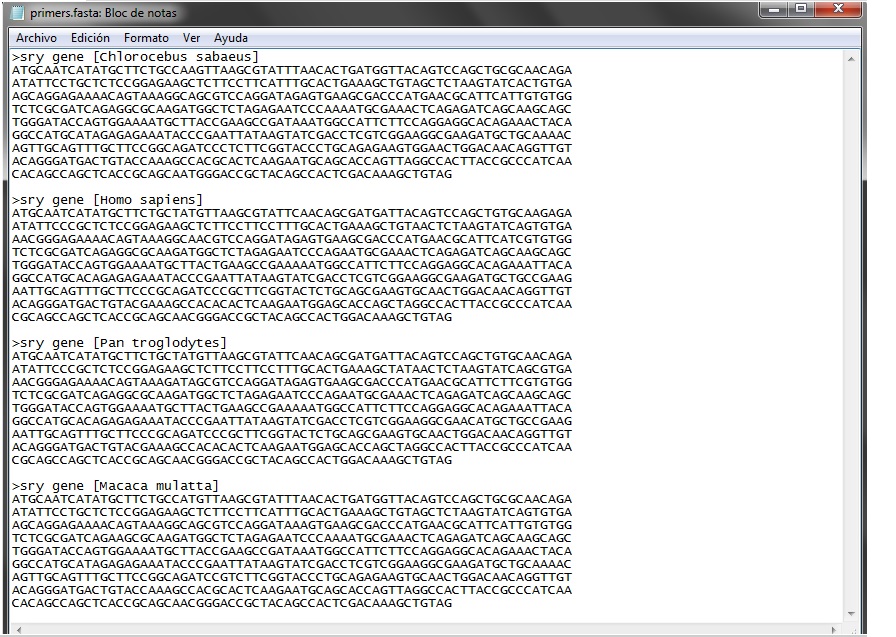 primers.fasta: Bloc de notas
Archivo Edición Formato Ver Ayuda
>sry gene [Chlorocebus sabaeus]
ATGCAATCATATGCTTCTGCCAAGTTAAGCGTATTTAACACTGATGGTTACAGTCCAGCTGCGCAACAGA
ATATTCCTGCTCTCCGGAGAAGCTCTTCCTTCATTTGCACTGAAAGCTGTAGCTCTAAGTATCACTGTGA
AGCAGGAGAAAACAGTAAAGGCAGCGTCCAGGATAGAGTGAAGCGACCCATGAACGCATTCATTGTGTGG
TCTCGCGATCAGAGGCGCAAGATGGCTCTAGAGAATCCCAAAATGCGAAACTCAGAGATCAGCAAGCAGC
TGGGATACCAGTGGAAAATGCTTACCGAAGCCGATAAATGGCCATTCTTCCAGGAGGCACAGAAACTACA
GGCCATGCATAGAGAGAAATACCCGAATTATAAGTATCGACCTCGTCGGAAGGCGAAGATGCTGCAAAAC
AGTTGCAGTTTGCTTCCGGCAGATCCCTCTTCGGTACCCTGCAGAGAAGTGGAACTGGACAACAGGTTGT
ACAGGGATGACTGTACCAAAGCCACGCACTCAAGAATGCAGCACCAGTTAGGCCACTTACCGCCCATCAA
CACAGCCAGCTCACCGCAGCAATGGGACCGCTACAGCCACTCGACAAAGCTGTAG
>sry gene [Homo sapiens]
ATGCAATCATATGCTTCTGCTATGTTAAGCGTATTCAACAGCGATGATTACAGTCCAGCTGTGCAAGAGA
ATATTCCCGCTCTCCGGAGAAGCTCTTCCTTCCTTTGCACTGAAAGCTGTAACTCTAAGTATCAGTGTGA
AACGGGAGAAAACAGTAAAGGCAACGTCCAGGATAGAGTGAAGCGACCCATGAACGCATTCATCGTGTGG
TCTCGCGATCAGAGGCGCAAGATGGCTCTAGAGAATCCCAGAATGCGAAACTCAGAGATCAGCAAGCAGC
TGGGATACCAGTGGAAAATGCTTACTGAAGCCGAAAAATGGCCATTCTTCCAGGAGGCACAGAAATTACA
GGCCATGCACAGAGAGAAATACCCGAATTATAAGTATCGACCTCGTCGGAAGGCGAAGATGCTGCCGAAG
AATTGCAGTTTGCTTCCCGCAGATCCCGCTTCGGTACTCTGCAGCGAAGTGCAACTGGACAACAGGTTGT
ACAGGGATGACTGTACGAAAGCCACACACTCAAGAATGGAGCACCAGCTAGGCCACTTACCGCCCATCAA
CGCAGCCAGCTCACCGCAGCAACGGGACCGCTACAGCCACTGGACAAAGCTGTAG
>sry gene [Pan troglodytes]
ATGCAATCATATGCTTCTGCTATGTTAAGCGTATTCAACAGCGATGATTACAGTCCAGCTGTGCAACAGA
ATATTCCCGCTCTCCGGAGAAGCTCTTCCTTCCTTTGCACTGAAAGCTATAACTCTAAGTATCAGCGTGA
AACGGGAGAAAACAGTAAAGATAGCGTCCAGGATAGAGTGAAGCGACCCATGAACGCATTCTTCGTGTGG
TCTCGCGATCAGAGGCGCAAGATGGCTCTAGAGAATCCCAGAATGCGAAACTCAGAGATCAGCAAGCAGC
TGGGATACCAGTGGAAAATGCTTACTGAAGCCGAAAAATGGCCATTCTTCCAGGAGGCACAGAAATTACA
GGCCATGCACAGAGAGAAATACCCGAATTATAAGTATCGACCTCGTCGGAAGGCGAACATGCTGCCGAAG
AATTGCAGTTTGCTTCCCGCAGATCCCGCTTCGGTACTCTGCAGCGAAGTGCAACTGGACAACAGGTTGT
ACAGGGATGACTGTACGAAAGCCACACACTCAAGAATGGAGCACCAGCTAGGCCACTTACCGCCCATCAA
CGCAGCCAGCTCACCGCAGCAACGGGACCGCTACAGCCACTGGACAAAGCTGTAG
>sry gene [Macaca mulatta]
ATGCAATCATATGCTTCTGCCATGTTAAGCGTATTTAACACTGATGGTTACAGTCCAGCTGCGCAACAGA
ATATTCCTGCTCTCCGGAGAAGCTCTTCCTTCATTTGCACTGAAAGCTGTAGCTCTAAGTATCAGTGTGA
AGCAGGAGAAAACAGTAAAGGCAGCGTCCAGGATAAAGTGAAGCGACCCATGAACGCATTCATTGTGTGG
TCTCGCGATCAGAAGCGCAAGATGGCTCTAGAGAATCCCAAAATGCGAAACTCAGAGATCAGCAAGCAGC
TGGGATACCAGTGGAAAATGCTTACCGAAGCCGATAAATGGCCATTCTTCCAGGAGGCACAGAAACTACA
GGCCATGCATAGAGAGAAATACCCGAATTATAAGTATCGACCTCGTCGGAAGGCGAAGATGCTGCAAAAC
AGTTGCAGTTTGCTTCCGGCAGATCCGTCTTCGGTACCCTGCAGAGAAGTGCAACTGGACAACAGGTTGT
ACAGGGATGACTGTACCAAAGCCACGCACTCAAGAATGCAGCACCAGTTAGGCCACTTACCGCCCATCAA
CACAGCCAGCTCACCGCAGCAACGGGACCGCTACAGCCACTCGACAAAGCTGTAG